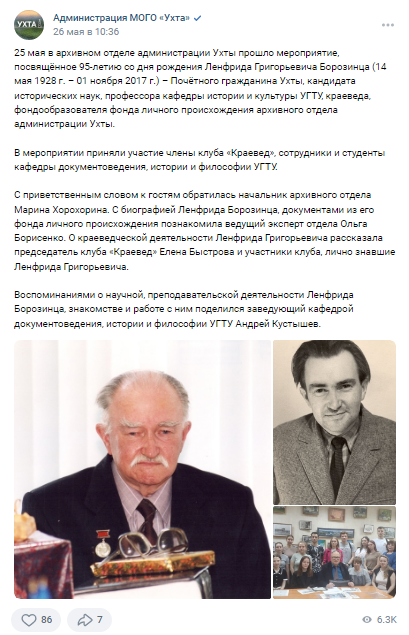 УХТА
Администрация МОГО «Ухта»
26 мая в 10:36
25 мая в архивном отделе администрации Ухты прошло мероприятие,
посвящённое 95-летию со дня рождения Ленфрида Григорьевича Борозинца (14
мая 1928 г. – 01 ноября 2017 г.) – Почётного гражданина Ухты, кандидата
исторических наук, профессора кафедры истории и культуры УГТУ, краеведа,
фондообразователя фонда личного происхождения архивного отдела
администрации Ухты.
В мероприятии приняли участие члены клуба «Краевед», сотрудники и студенты
кафедры документоведения, истории и философии УГТУ.
С приветственным словом к гостям обратилась начальник архивного отдела
Марина Хорохорина. С биографией Ленфрида Борозинца, документами из его
фонда личного происхождения познакомила ведущий эксперт отдела Ольга
Борисенко. О краеведческой деятельности Ленфрида Григорьевича рассказала
председатель клуба «Краевед» Елена Быстрова и участники клуба, лично знавшие
Ленфрида Григорьевича.
Воспоминаниями о научной, преподавательской деятельности Ленфрида
Борозинца, знакомстве и работе с ним поделился заведующий кафедрой
документоведения, истории и философии УГТУ Андрей Кустышев.
86
7
6.3K